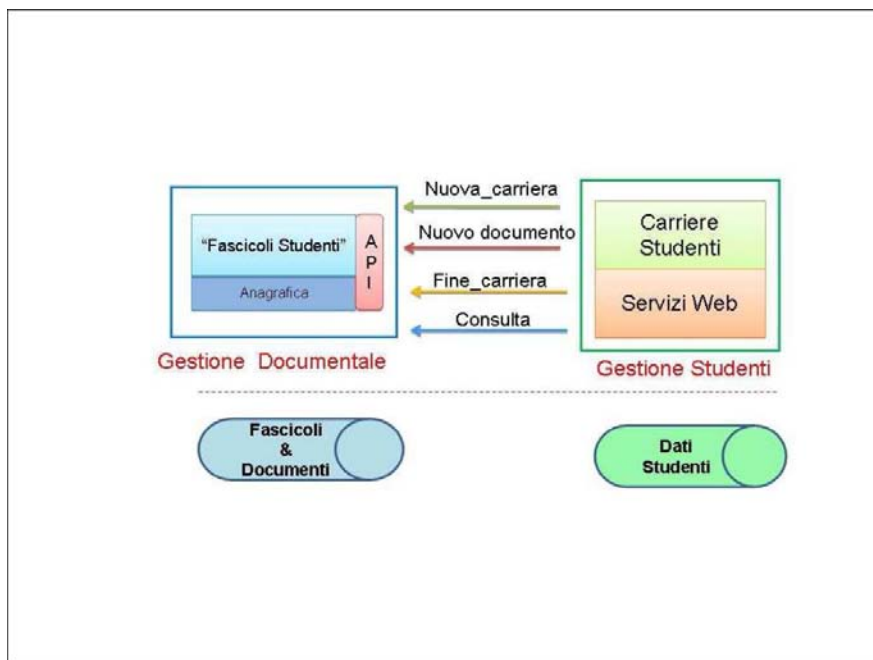 Nuova_carriera
Nuovo documento
Fine_carriera
Consulta
"Fascicoli Studenti"
Anagrafica
A
P
I
Gestione Documentale
Carriere
Studenti
Servizi Web
Gestione Studenti
Fascicoli
&
Documenti
Dati
Studenti